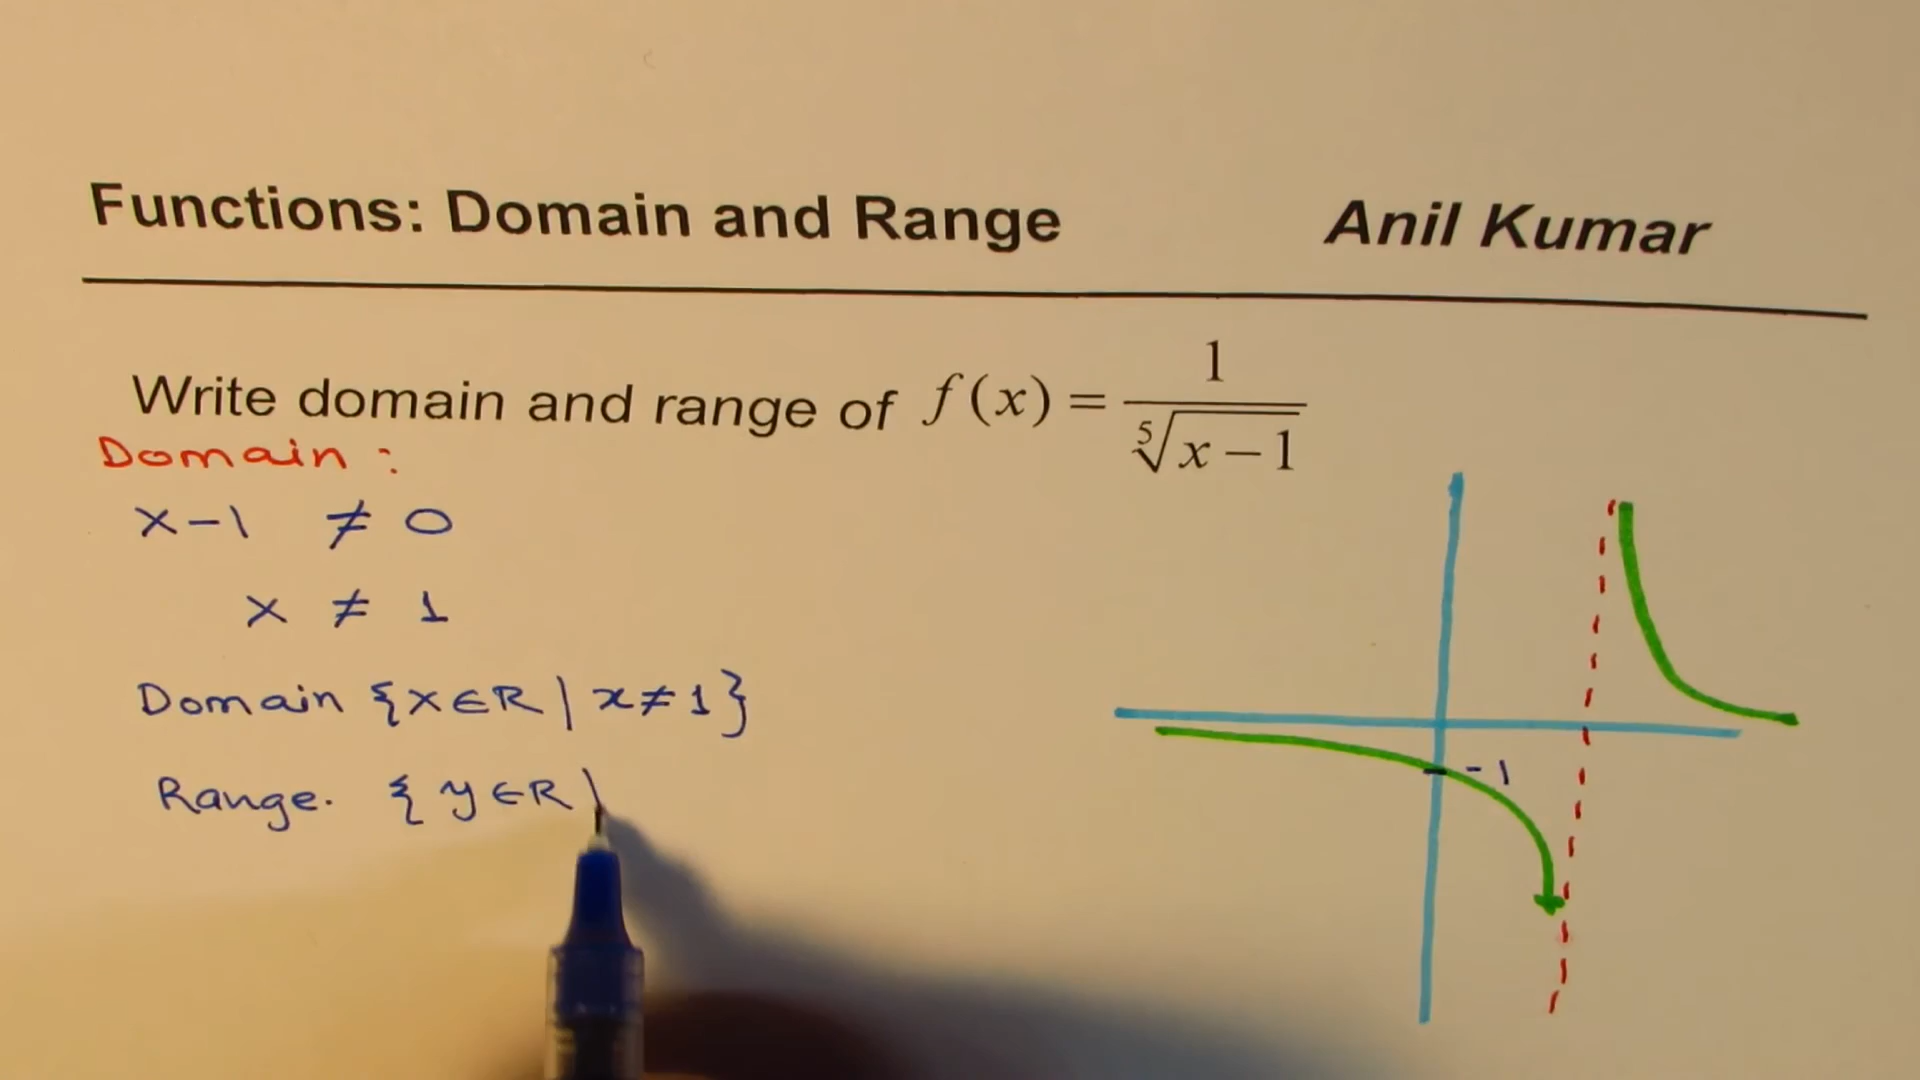 Functions: Domain and Range Anil Kumar
Write domain and range of f(x) = 1 / ⁵√(x − 1)
Domain :
x - 1 ≠ 0
x ≠ 1
Domain {x ∈ R | x ≠ 1}
Range. { y ∈ R |
- 1